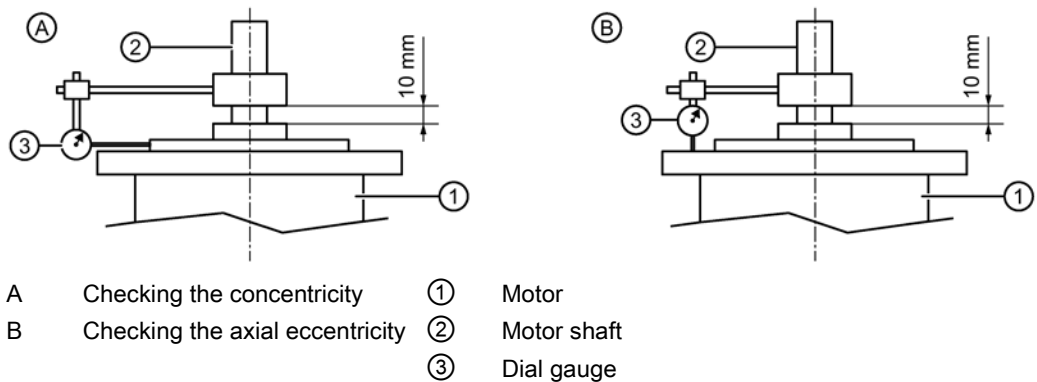 A
2
10 mm
3
1
B
2
10 mm
3
1
A Checking the concentricity 1 Motor
B Checking the axial eccentricity 2 Motor shaft
3 Dial gauge